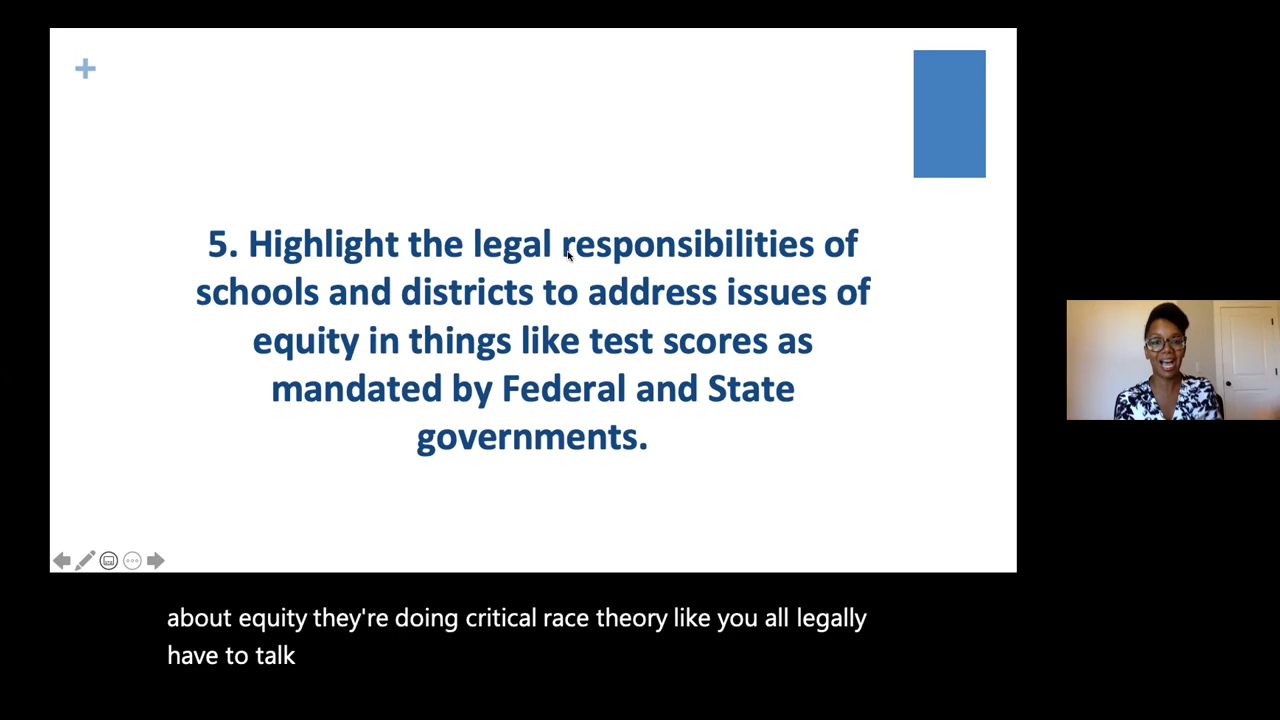 5. Highlight the legal responsibilities of
schools and districts to address issues of
equity in things like test scores as
mandated by Federal and State
governments.
about equity they're doing critical race theory like you all legally
have to talk